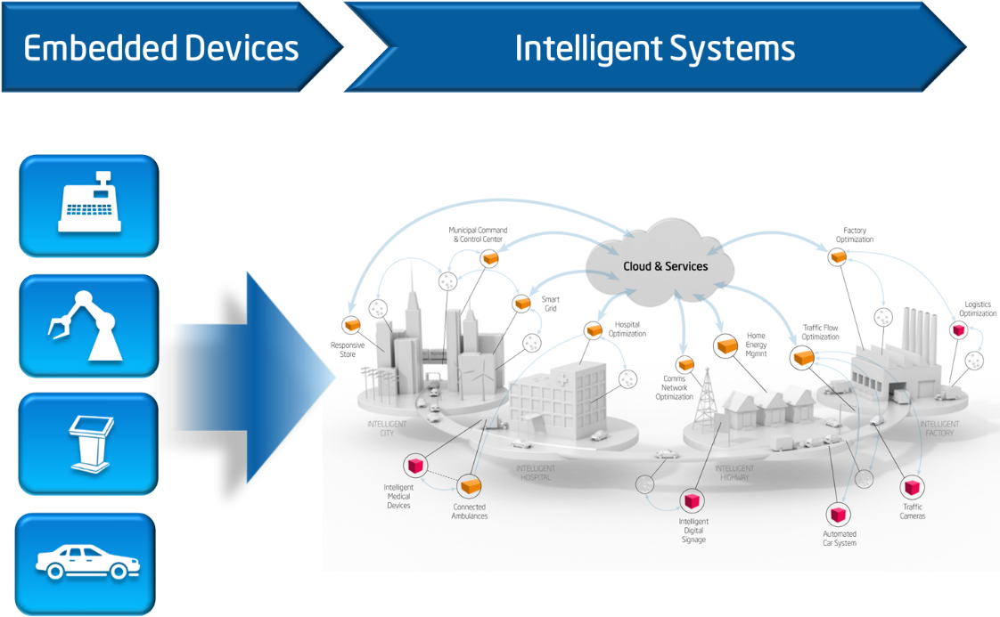 Embedded Devices
Intelligent Systems
Municipal Command
& Control Center
Cloud & Services
Factory
Optimization
Smart
Grid
Logistics
Optimization
Responsive
Store
Hospital
Optimization
Home
Energy
Mgmnt
Traffic Flow
Optimization
Comms
Network
Optimization
INTELLIGENT
CITY
INTELLIGENT
FACTORY
INTELLIGENT
HOSPITAL
INTELLIGENT
HIGHWAY
Intelligent
Medical
Devices
Connected
Ambulances
Intelligent
Digital
Signage
Automated
Car System
Traffic
Cameras